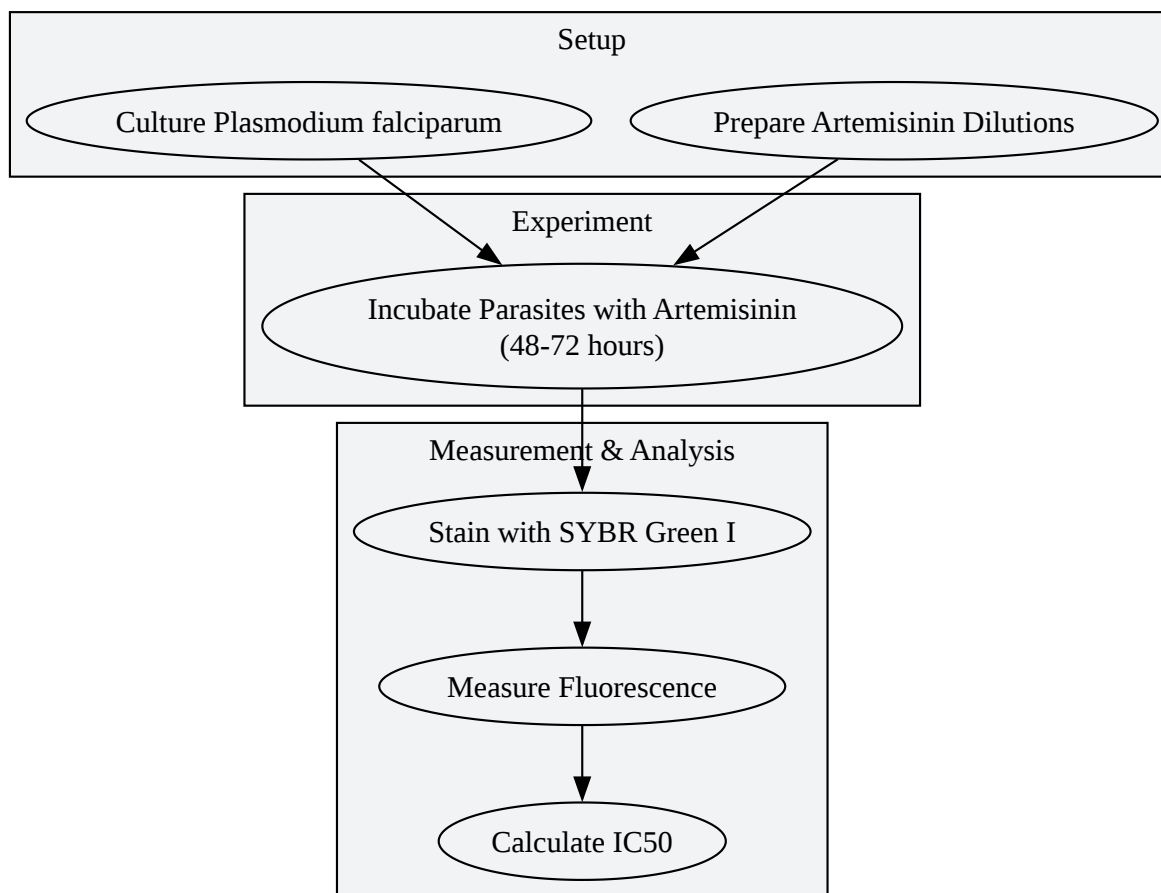 Setup
Culture Plasmodium falciparum
Prepare Artemisinin Dilutions
Experiment
Incubate Parasites with Artemisinin
(48-72 hours)
Measurement & Analysis
Stain with SYBR Green I
Measure Fluorescence
Calculate IC50